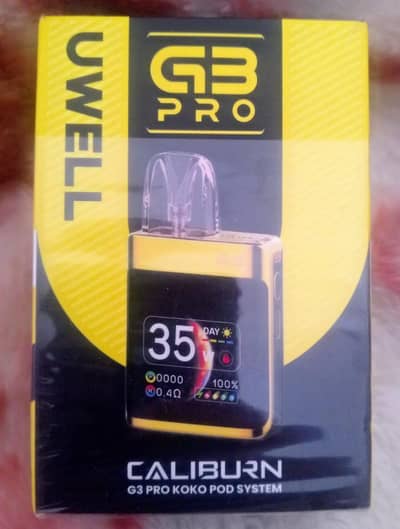 UWELL
G3
PRO
35
W
DAY
0000
100%
0.4Ω
CALIBURN
G3 PRO KOKO POD SYSTEM